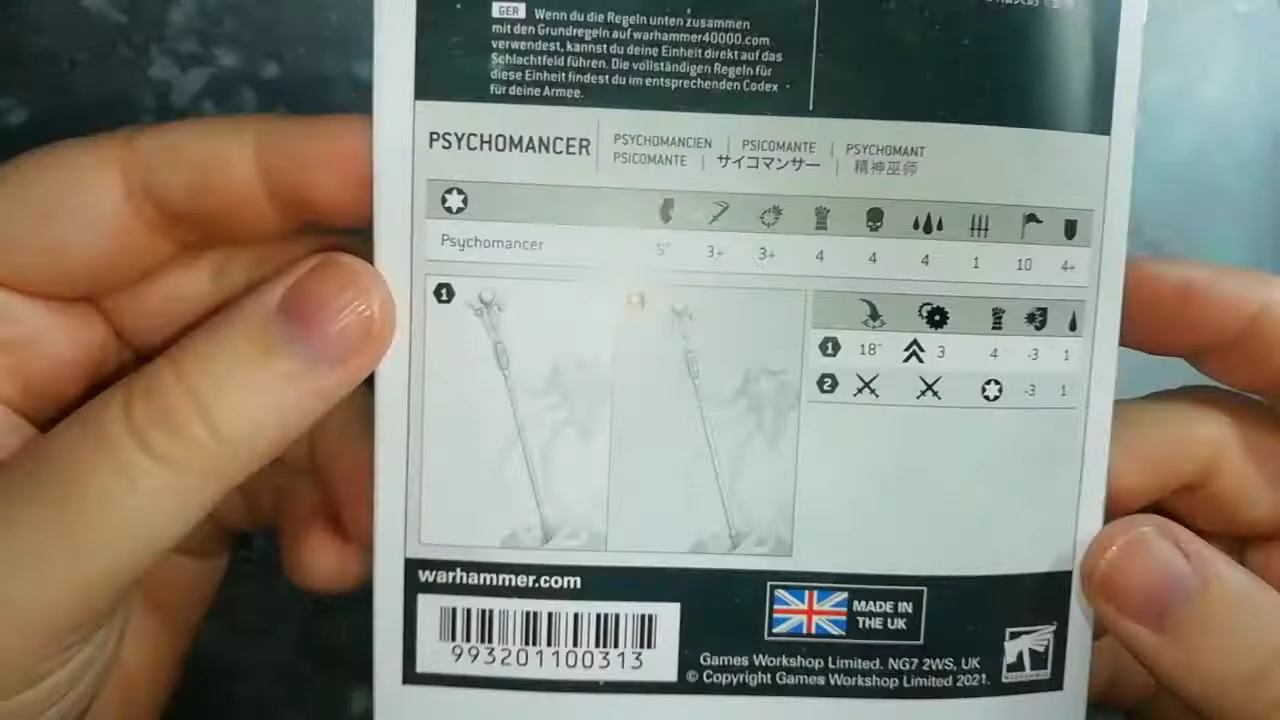 GER Wenn du die Regeln unten zusammen
mit den Grundregeln auf warhammer40000.com
verwendest, kannst du deine Einheit direkt auf das
Schlachtfeld führen. Die vollständigen Regeln für
diese Einheit findest du im entsprechenden Codex
für deine Armee.
PSYCHOMANCER
PSYCHOMANCIEN | PSICOMANTE | PSYCHOMANT
PSICOMANTE | サイコマンサー | 精神巫师
Psychomancer 5" 3+ 3+ 4 4 4 1 10 4+
1
1 18" 3 4 -3 1
2 -3 1
warhammer.com
993201100313
MADE IN
THE UK
Games Workshop Limited. NG7 2WS, UK
© Copyright Games Workshop Limited 2021.